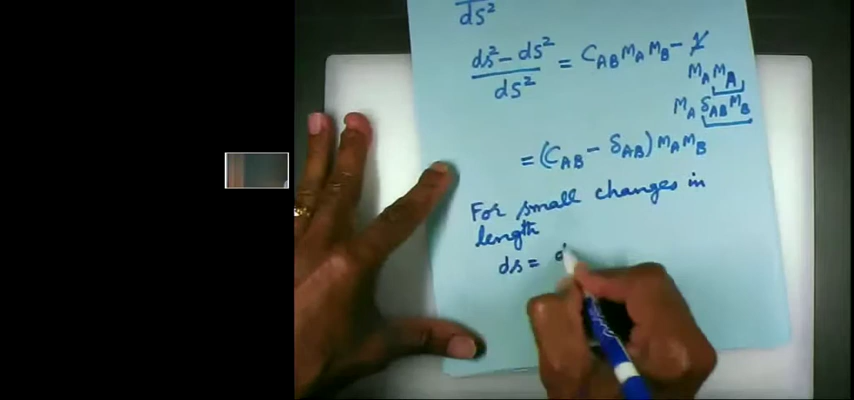 ds²
ds² - ds² / ds² = C_AB M_A M_B - 1
M_A M_A
M_A δ_AB M_B
= (C_AB - δ_AB) M_A M_B
For small changes in
length
ds = d